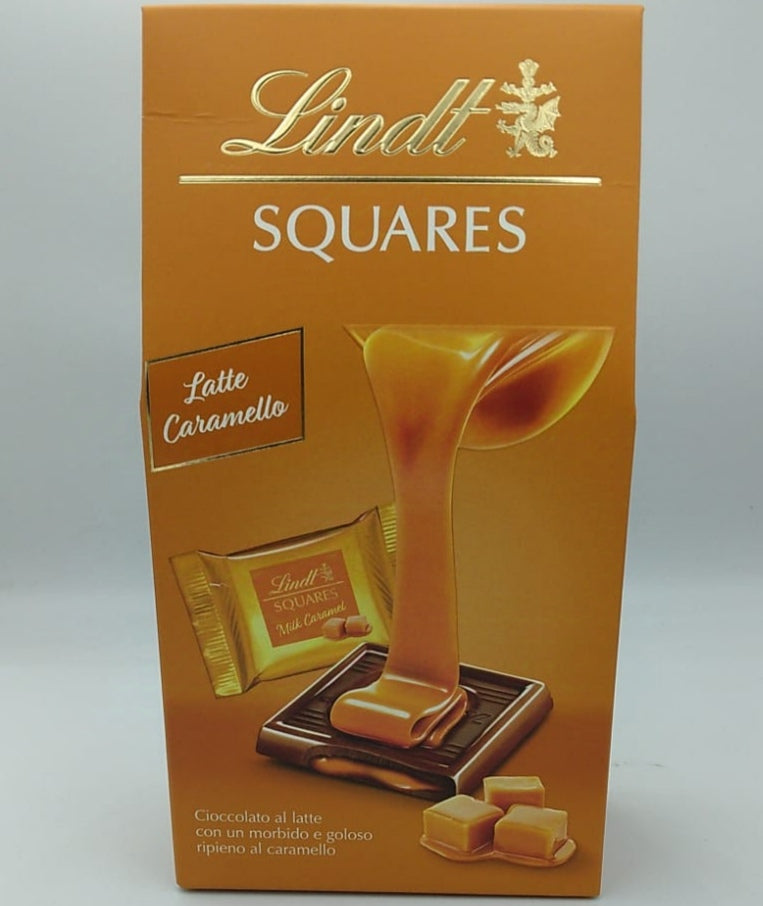 Lindt
SQUARES
Latte
Caramello
Lindt
SQUARES
Milk Caramel
Cioccolato al latte
con un morbido e goloso
ripieno al caramello